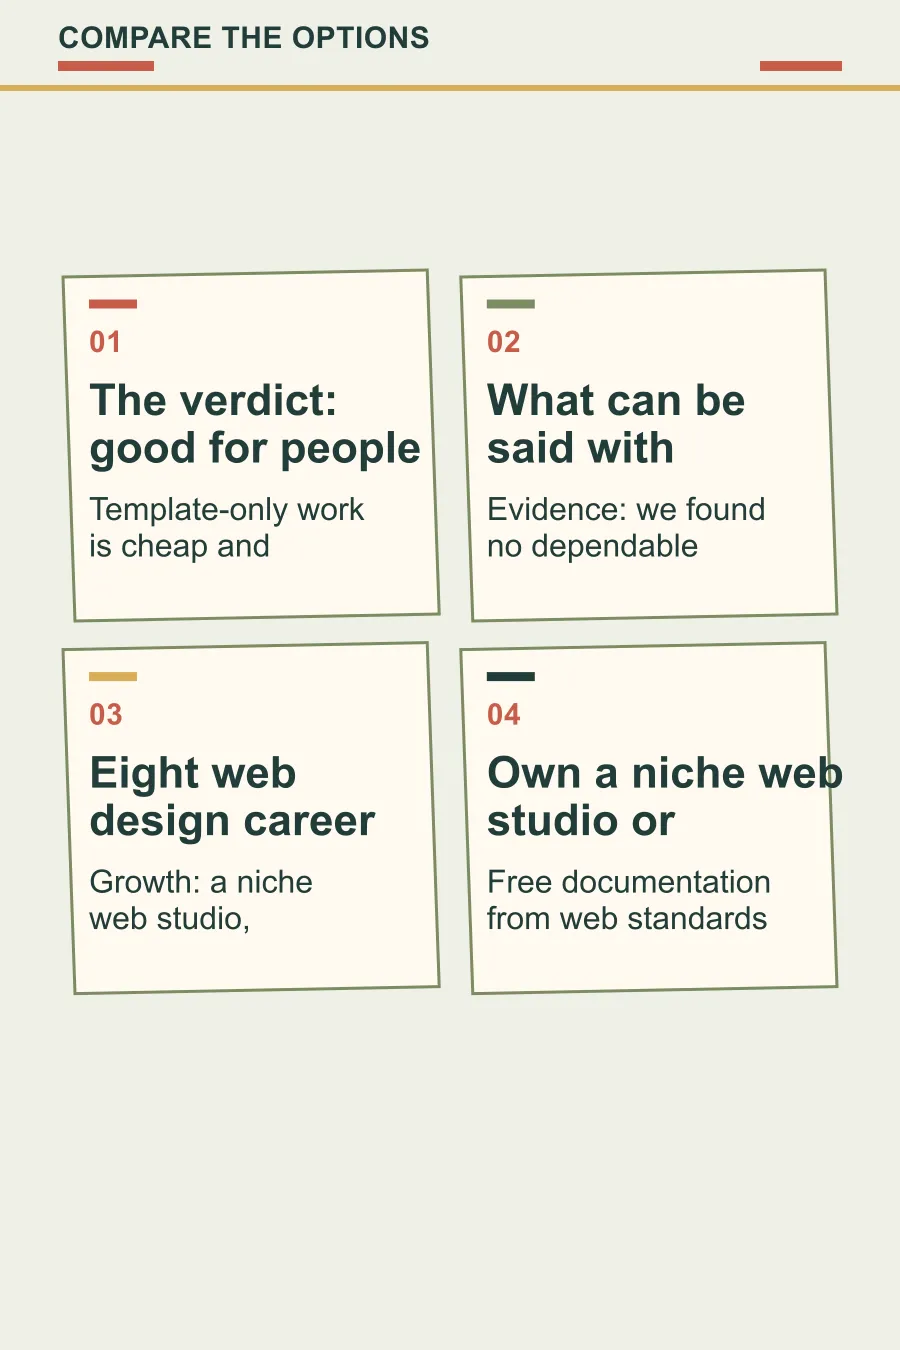 COMPARE THE OPTIONS
01
The verdict:
good for people
Template-only work
is cheap and
02
What can be
said with
Evidence: we found
no dependable
03
Eight web
design career
Growth: a niche
web studio,
04
Own a niche web
studio or
Free documentation
from web standards